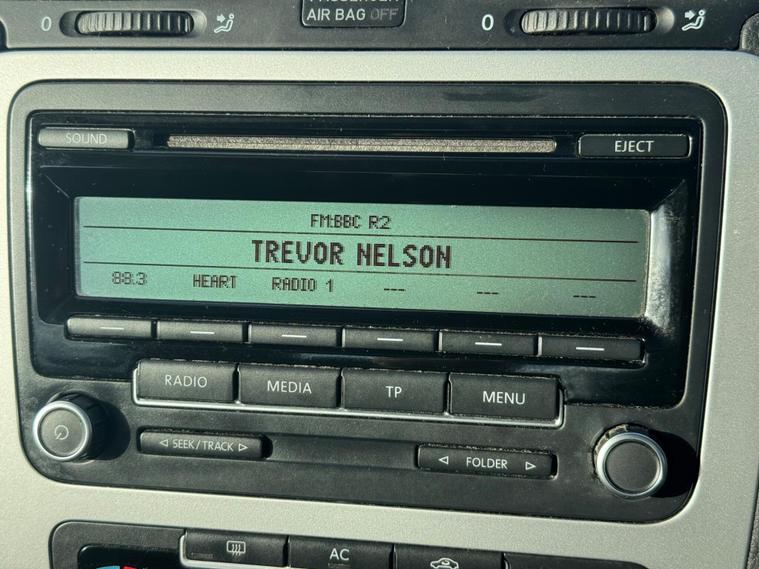 0
PASSENGER
AIR BAG OFF
0
SOUND
EJECT
FM:BBC R2
TREVOR NELSON
88.3 HEART RADIO 1 --- --- ---
RADIO MEDIA TP MENU
◁ SEEK/TRACK ▷
◁ FOLDER ▷
AC